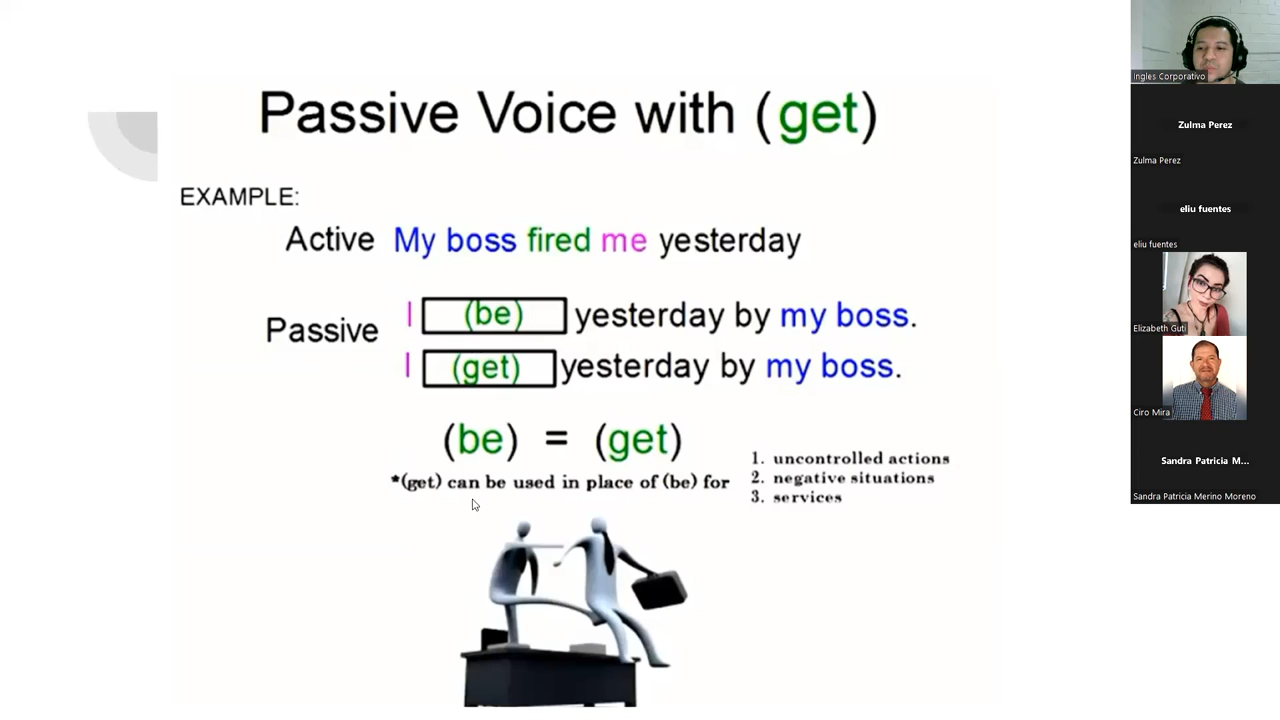 Passive Voice with (get)
EXAMPLE:
Active My boss fired me yesterday
Passive
I (be) yesterday by my boss.
I (get) yesterday by my boss.
(be) = (get)
*(get) can be used in place of (be) for
1. uncontrolled actions
2. negative situations
3. services
Ingles Corporativo
Zulma Perez
Zulma Perez
eliu fuentes
eliu fuentes
Elizabeth Guti
Ciro Mira
Sandra Patricia M...
Sandra Patricia Merino Moreno